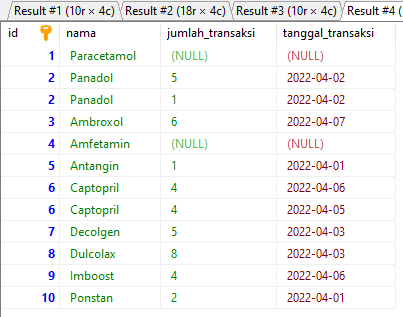 Result #1 (10r × 4c) Result #2 (18r × 4c) Result #3 (10r × 4c) Result #4
id nama jumlah_transaksi tanggal_transaksi
1 Paracetamol (NULL) (NULL)
2 Panadol 5 2022-04-02
2 Panadol 1 2022-04-02
3 Ambroxol 6 2022-04-07
4 Amfetamin (NULL) (NULL)
5 Antangin 1 2022-04-01
6 Captopril 4 2022-04-06
6 Captopril 4 2022-04-05
7 Decolgen 5 2022-04-03
8 Dulcolax 8 2022-04-03
9 Imboost 4 2022-04-06
10 Ponstan 2 2022-04-01